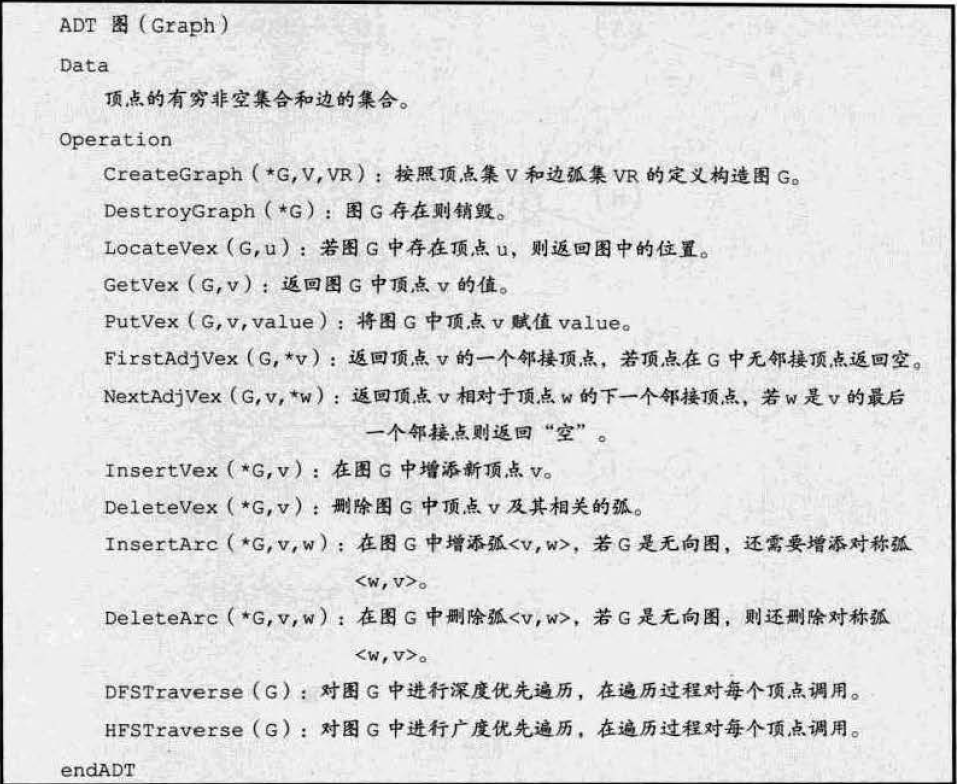 ADT 图（Graph）
Data
顶点的有穷非空集合和边的集合。
Operation
CreateGraph（*G,V,VR）：按照顶点集 V 和边弧集 VR 的定义构造图 G。
DestroyGraph（*G）：图 G 存在则销毁。
LocateVex（G,u）：若图 G 中存在顶点 u，则返回图中的位置。
GetVex（G,v）：返回图 G 中顶点 v 的值。
PutVex（G,v,value）：将图 G 中顶点 v 赋值 value。
FirstAdjVex（G,*v）：返回顶点 v 的一个邻接顶点，若顶点在 G 中无邻接顶点返回空。
NextAdjVex（G,v,*w）：返回顶点 v 相对于顶点 w 的下一个邻接顶点，若 w 是 v 的最后
一个邻接点则返回“空”。
InsertVex（*G,v）：在图 G 中增添新顶点 v。
DeleteVex（*G,v）：删除图 G 中顶点 v 及其相关的弧。
InsertArc（*G,v,w）：在图 G 中增添弧<v,w>，若 G 是无向图，还需要增添对称弧
<w,v>。
DeleteArc（*G,v,w）：在图 G 中删除弧<v,w>，若 G 是无向图，则还删除对称弧
<w,v>。
DFSTraverse（G）：对图 G 中进行深度优先遍历，在遍历过程对每个顶点调用。
HFSTraverse（G）：对图 G 中进行广度优先遍历，在遍历过程对每个顶点调用。
endADT